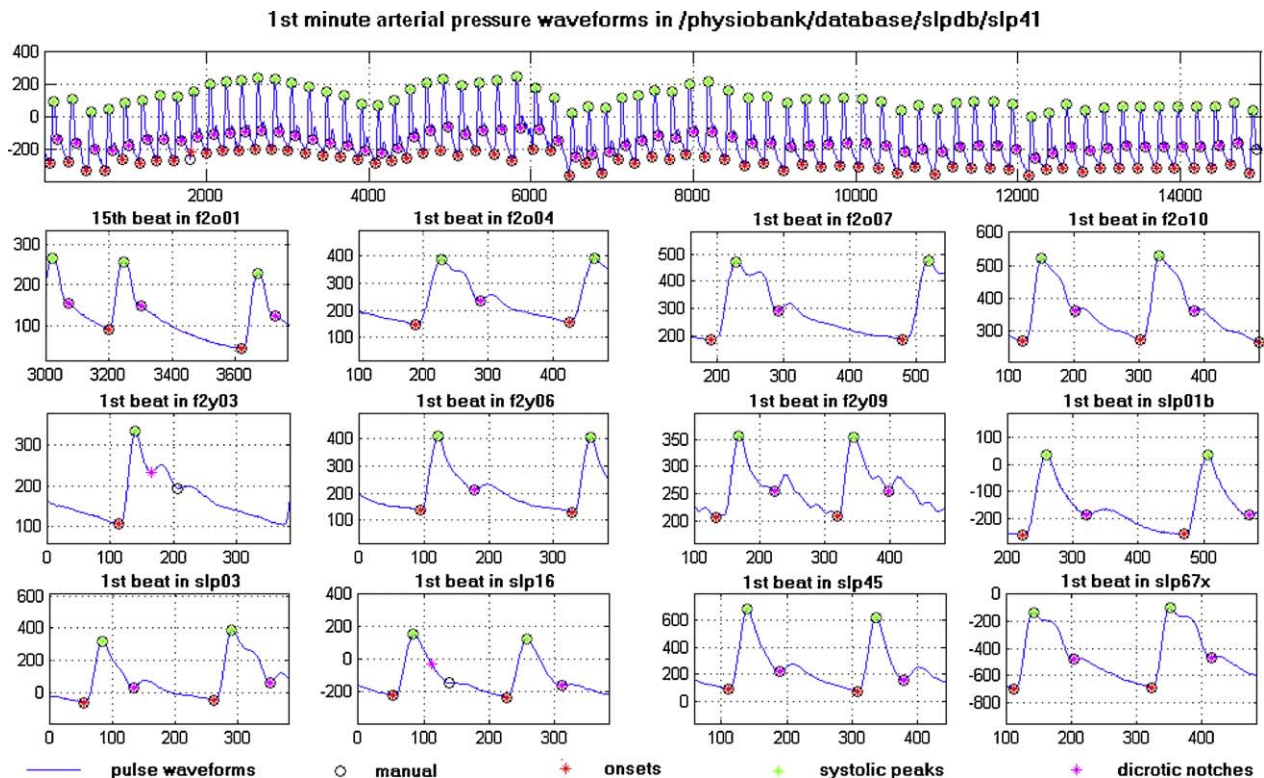 1st minute arterial pressure waveforms in /physiobank/database/slpdb/slp41
400
200
0
-200
2000 4000 6000 8000 10000 12000 14000
15th beat in f2o01 1st beat in f2o04 1st beat in f2o07 1st beat in f2o10
300
200
100
3000 3200 3400 3600
400
300
200
100
100 200 300 400
500
400
300
200
200 300 400 500
600
500
400
300
100 200 300 400
1st beat in f2y03 1st beat in f2y06 1st beat in f2y09 1st beat in slp01b
300
200
100
0 100 200 300
400
300
200
100
0 100 200 300
350
300
250
200
100 200 300 400
100
0
-100
-200
200 300 400 500
1st beat in slp03 1st beat in slp16 1st beat in slp45 1st beat in slp67x
600
400
200
0
0 100 200 300
400
200
0
-200
0 100 200 300
600
400
200
0
100 200 300 400
0
-200
-400
-600
-800
200 300 400
pulse waveforms manual onsets systolic peaks dicrotic notches